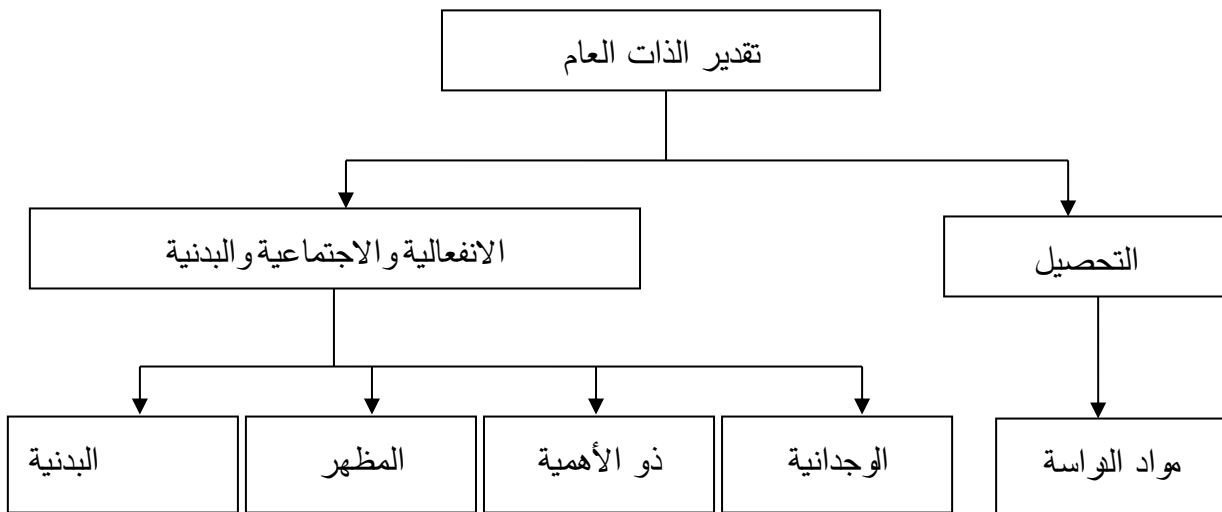 تقدير الذات العام
التحصيل
الانفعالية والاجتماعية والبدنية
مواد الدراسة
الوجدانية
ذو الأهمية
المظهر
البدنية